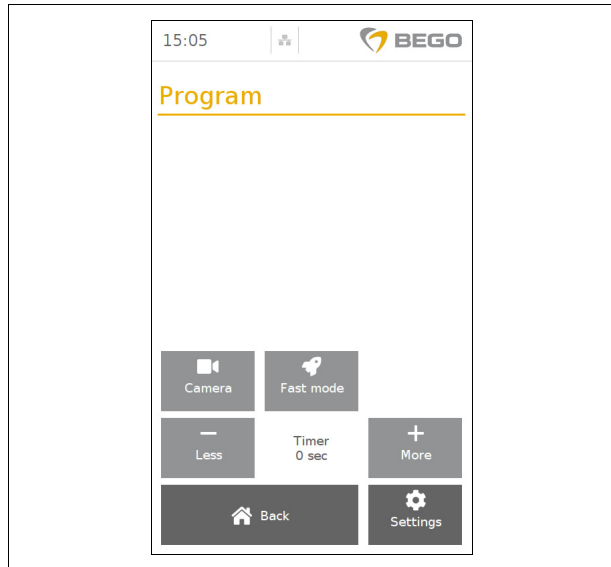 15:05
BEGO
Program
Camera
Fast mode
Less
Timer
0 sec
More
Back
Settings